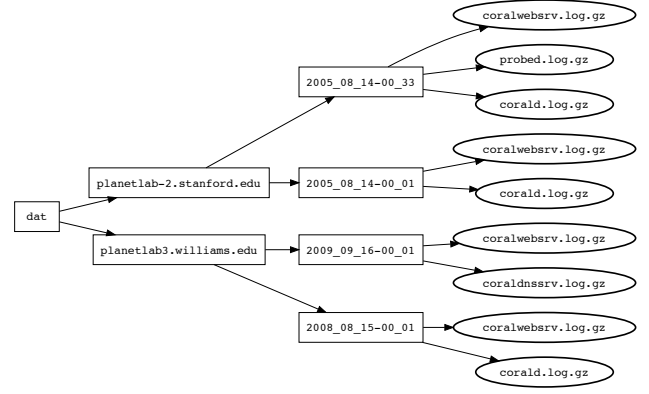 coralwebsrv.log.gz
probed.log.gz
2005_08_14-00_33
corald.log.gz
coralwebsrv.log.gz
planetlab-2.stanford.edu
2005_08_14-00_01
corald.log.gz
dat
coralwebsrv.log.gz
planetlab3.williams.edu
2009_09_16-00_01
coraldnssrv.log.gz
2008_08_15-00_01
coralwebsrv.log.gz
corald.log.gz